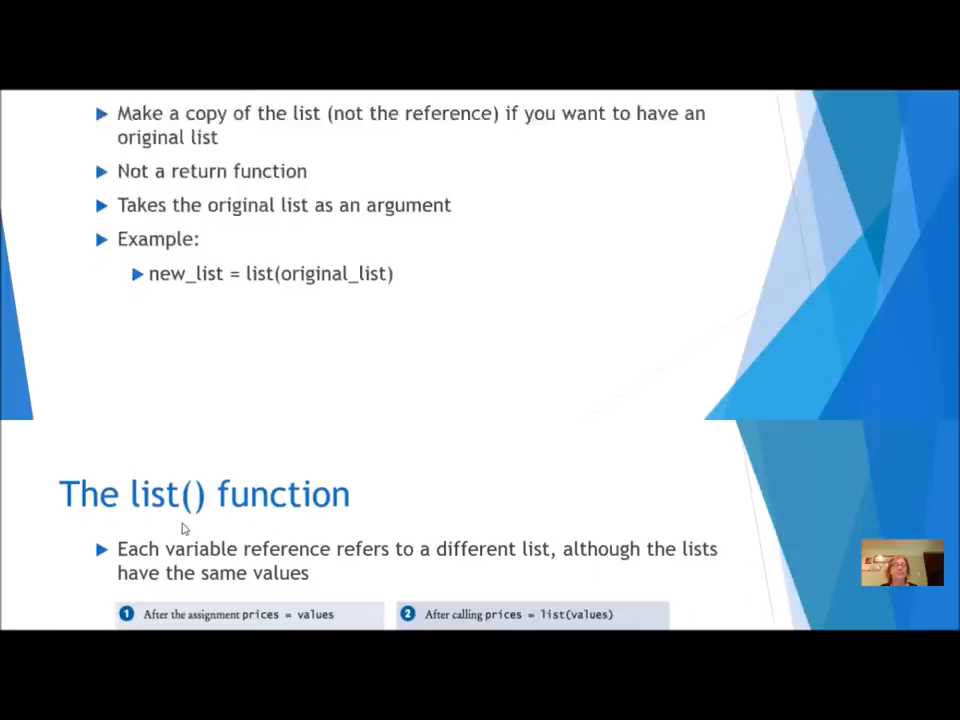 Make a copy of the list (not the reference) if you want to have an
original list
Not a return function
Takes the original list as an argument
Example:
new_list = list(original_list)
The list() function
Each variable reference refers to a different list, although the lists
have the same values
1 After the assignment prices = values
2 After calling prices = list(values)